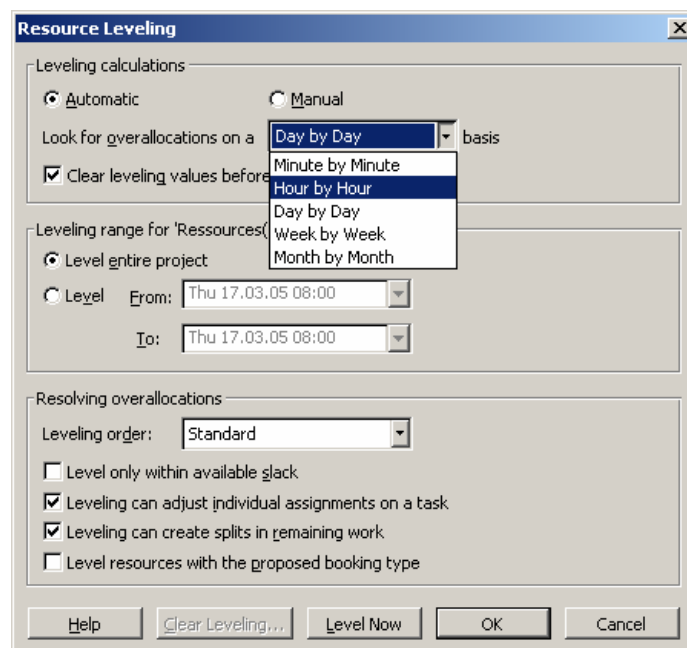 Resource Leveling
Leveling calculations
Automatic Manual
Look for overallocations on a Day by Day basis
Minute by Minute
Clear leveling values before
Hour by Hour
Day by Day
Leveling range for 'Ressources(
Week by Week
Level entire project
Month by Month
Level From: Thu 17.03.05 08:00
To: Thu 17.03.05 08:00
Resolving overallocations
Leveling order: Standard
Level only within available slack
Leveling can adjust individual assignments on a task
Leveling can create splits in remaining work
Level resources with the proposed booking type
Help Clear Leveling... Level Now OK Cancel